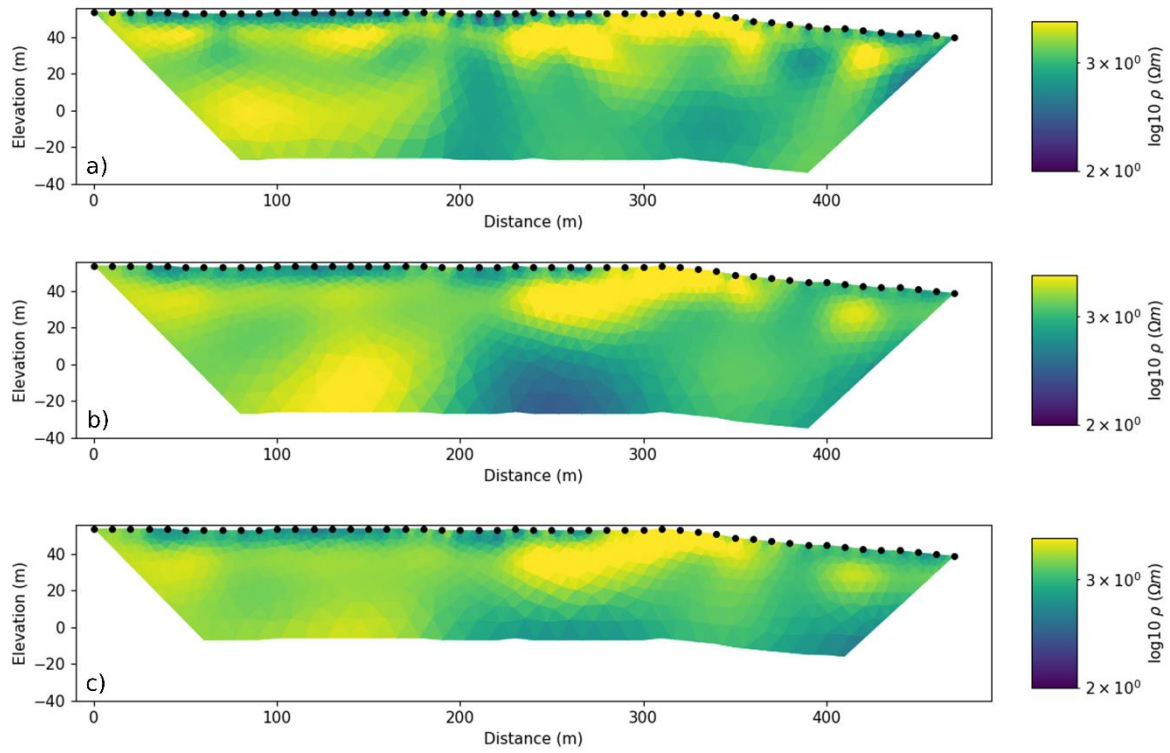 40
20
0
−20
−40
Elevation (m)
a)
0 100 200 300 400
Distance (m)
3 × 10⁰
2 × 10⁰
log10 ρ (Ωm)
40
20
0
−20
−40
Elevation (m)
b)
0 100 200 300 400
Distance (m)
3 × 10⁰
2 × 10⁰
log10 ρ (Ωm)
40
20
0
−20
−40
Elevation (m)
c)
0 100 200 300 400
Distance (m)
3 × 10⁰
2 × 10⁰
log10 ρ (Ωm)